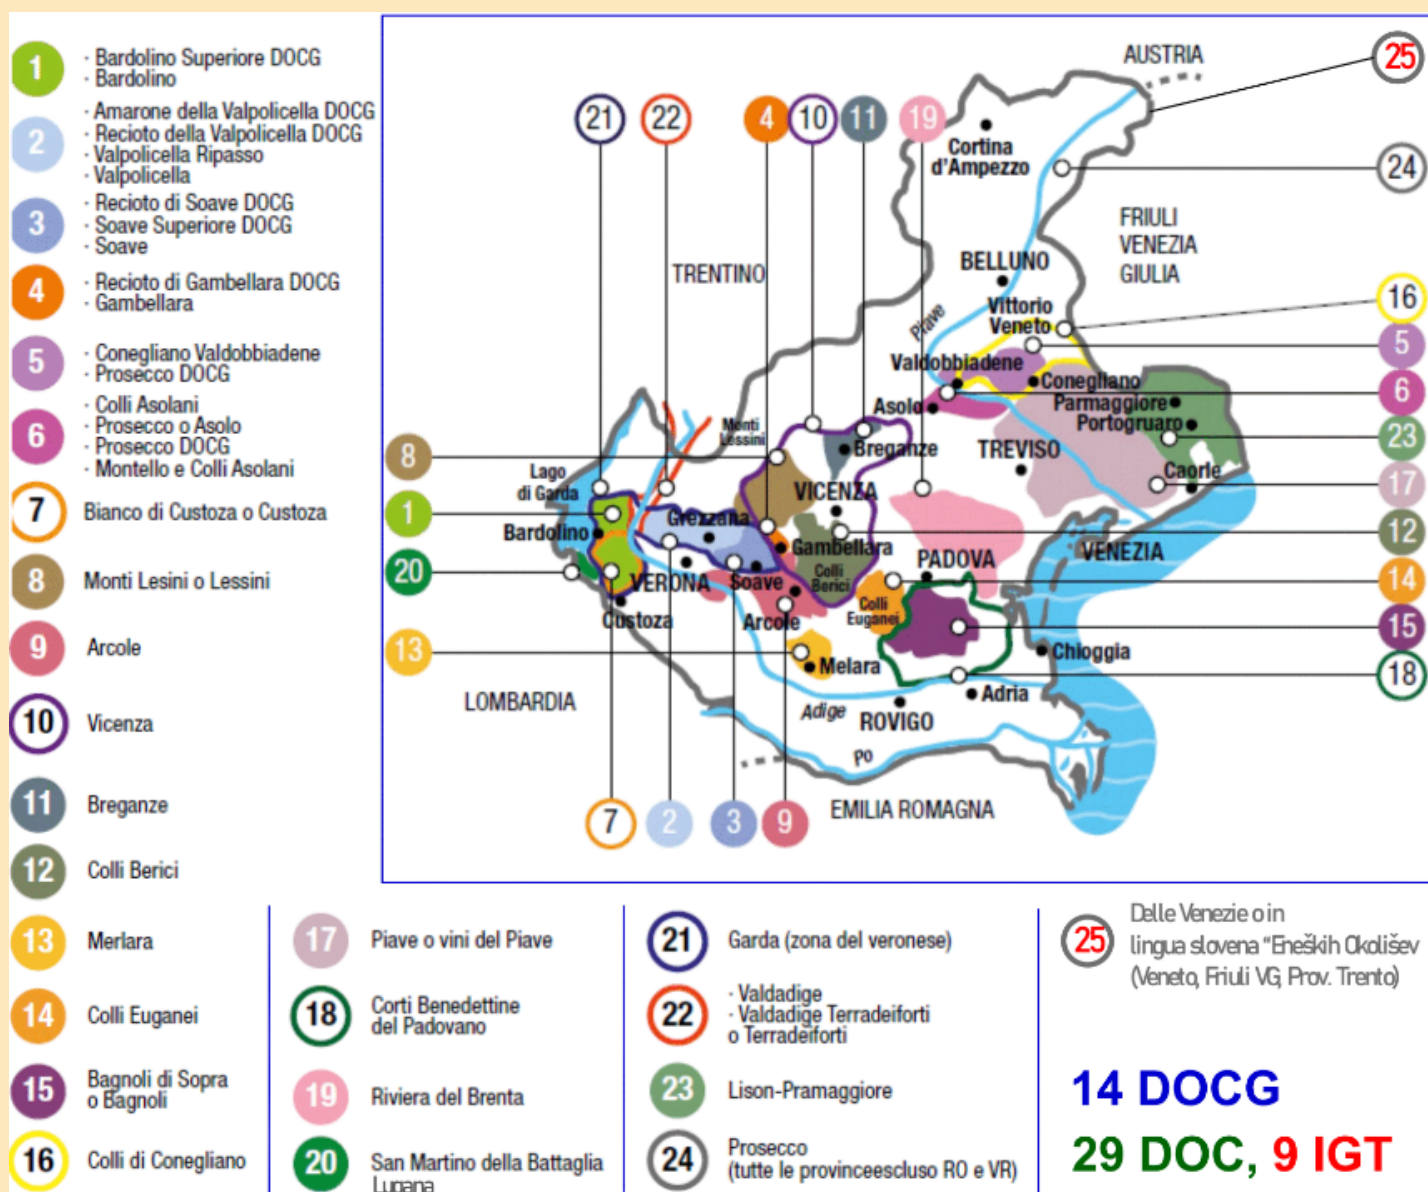 1
· Bardolino Superiore DOCG
· Bardolino
2
· Amarone della Valpolicella DOCG
· Recioto della Valpolicella DOCG
· Valpolicella Ripasso
· Valpolicella
3
· Recioto di Soave DOCG
· Soave Superiore DOCG
· Soave
4
· Recioto di Gambellara DOCG
· Gambellara
5
· Conegliano Valdobbiadene
· Prosecco DOCG
6
· Colli Asolani
· Prosecco o Asolo
· Prosecco DOCG
· Montello e Colli Asolani
7
Bianco di Custoza o Custoza
8
Monti Lesini o Lessini
9
Arcole
10
Vicenza
11
Breganze
12
Colli Berici
13
Merlara
14
Colli Euganei
15
Bagnoli di Sopra
o Bagnoli
16
Colli di Conegliano
21 22 4 10 11 19
AUSTRIA
25
Cortina
d'Ampezzo
24
FRIULI
VENEZIA
GIULIA
TRENTINO
BELLUNO
Piave
Vittorio
Veneto
16
5
Valdobbiadene
Conegliano
6
Asolo
Parmaggiore
Portogruaro
23
Monti
Lessini
Breganze
TREVISO
Caorle
17
8
Lago
di Garda
VICENZA
1
Bardolino
Grezzana
12
Gambellara
VENEZIA
20
VERONA
Soave
Colli
Berici
PADOVA
14
Custoza
Arcole
Colli
Euganei
15
13
Melara
Chioggia
18
LOMBARDIA
Adige
ROVIGO
Adria
Po
EMILIA ROMAGNA
7 2 3 9
17
Piave o vini del Piave
18
Corti Benedettine
del Padovano
19
Riviera del Brenta
20
San Martino della Battaglia
Lugana
21
Garda (zona del veronese)
22
· Valdadige
· Valdadige Terradeiforti
o Terradeiforti
23
Lison-Pramaggiore
24
Prosecco
(tutte le provinceescluso RO e VR)
25
Delle Venezie o in
lingua slovena "Eneških Okolišev
(Veneto, Friuli VG, Prov. Trento)
14 DOCG
29 DOC, 9 IGT